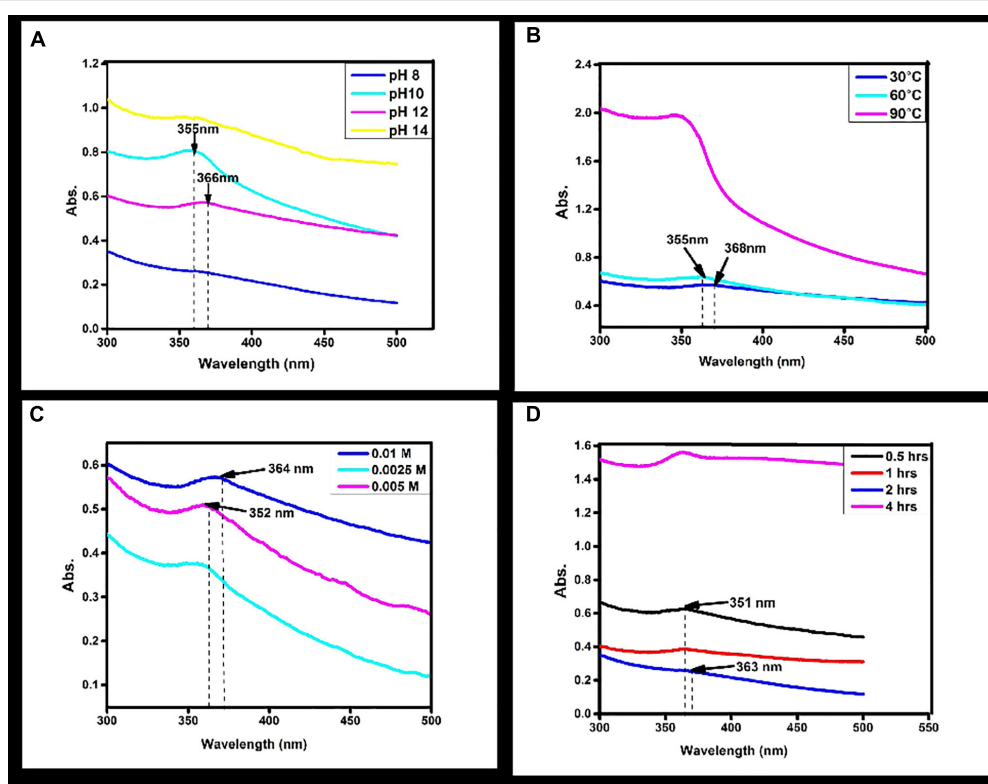 A
1.2
1.0
0.8
0.6
0.4
0.2
0.0
Abs.
300 350 400 450 500
Wavelength (nm)
pH 8
pH10
pH 12
pH 14
355nm
366nm
B
2.4
2.0
1.6
1.2
0.8
0.4
Abs.
300 350 400 450 500
Wavelength (nm)
30°C
60°C
90°C
355nm
368nm
C
0.6
0.5
0.4
0.3
0.2
0.1
Abs.
300 350 400 450 500
Wavelength (nm)
0.01 M
0.0025 M
0.005 M
364 nm
352 nm
D
1.6
1.4
1.6
1.0
0.8
0.6
0.4
0.2
0.0
Abs.
300 350 400 450 500 550
Wavelength (nm)
0.5 hrs
1 hrs
2 hrs
4 hrs
351 nm
363 nm